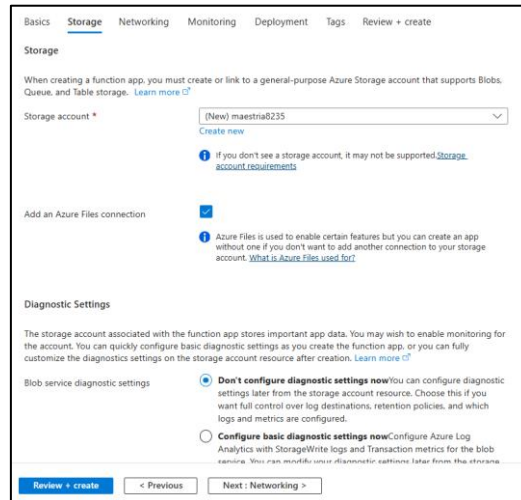 Basics Storage Networking Monitoring Deployment Tags Review + create
Storage
When creating a function app, you must create or link to a general-purpose Azure Storage account that supports Blobs,
Queue, and Table storage. Learn more
Storage account *
(New) maestria8235
Create new
If you don't see a storage account, it may not be supported.Storage
account requirements
Add an Azure Files connection
Azure Files is used to enable certain features but you can create an app
without one if you don't want to add another connection to your storage
account. What is Azure Files used for?
Diagnostic Settings
The storage account associated with the function app stores important app data. You may wish to enable monitoring for
the account. You can quickly configure basic diagnostic settings as you create the function app, or you can fully
customize the diagnostics settings on the storage account resource after creation. Learn more
Blob service diagnostic settings
Don't configure diagnostic settings nowYou can configure diagnostic
settings later from the storage account resource. Choose this if you
want full control over log destinations, retention policies, and which
logs and metrics are configured.
Configure basic diagnostic settings nowConfigure Azure Log
Analytics with StorageWrite logs and Transaction metrics for the blob
service. You can modify your diagnostic settings later from the storage
Review + create < Previous Next : Networking >